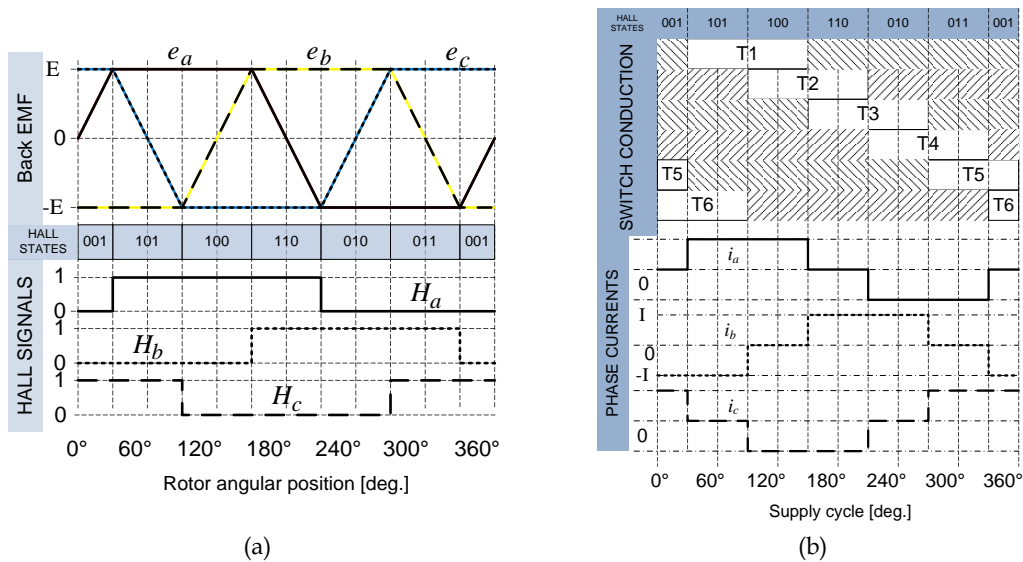 e_a e_b e_c
E
0
-E
Back EMF
HALL STATES 001 101 100 110 010 011 001
HALL SIGNALS
1
0
H_a
1
0
H_b
1
0
H_c
0° 60° 120° 180° 240° 300° 360°
Rotor angular position [deg.]
(a)
HALL STATES 001 101 100 110 010 011 001
SWITCH CONDUCTION
T1
T2
T3
T4
T5 T5
T6 T6
PHASE CURRENTS
i_a
0
I
i_b
0
-I
i_c
0
0° 60° 120° 180° 240° 300° 360°
Supply cycle [deg.]
(b)